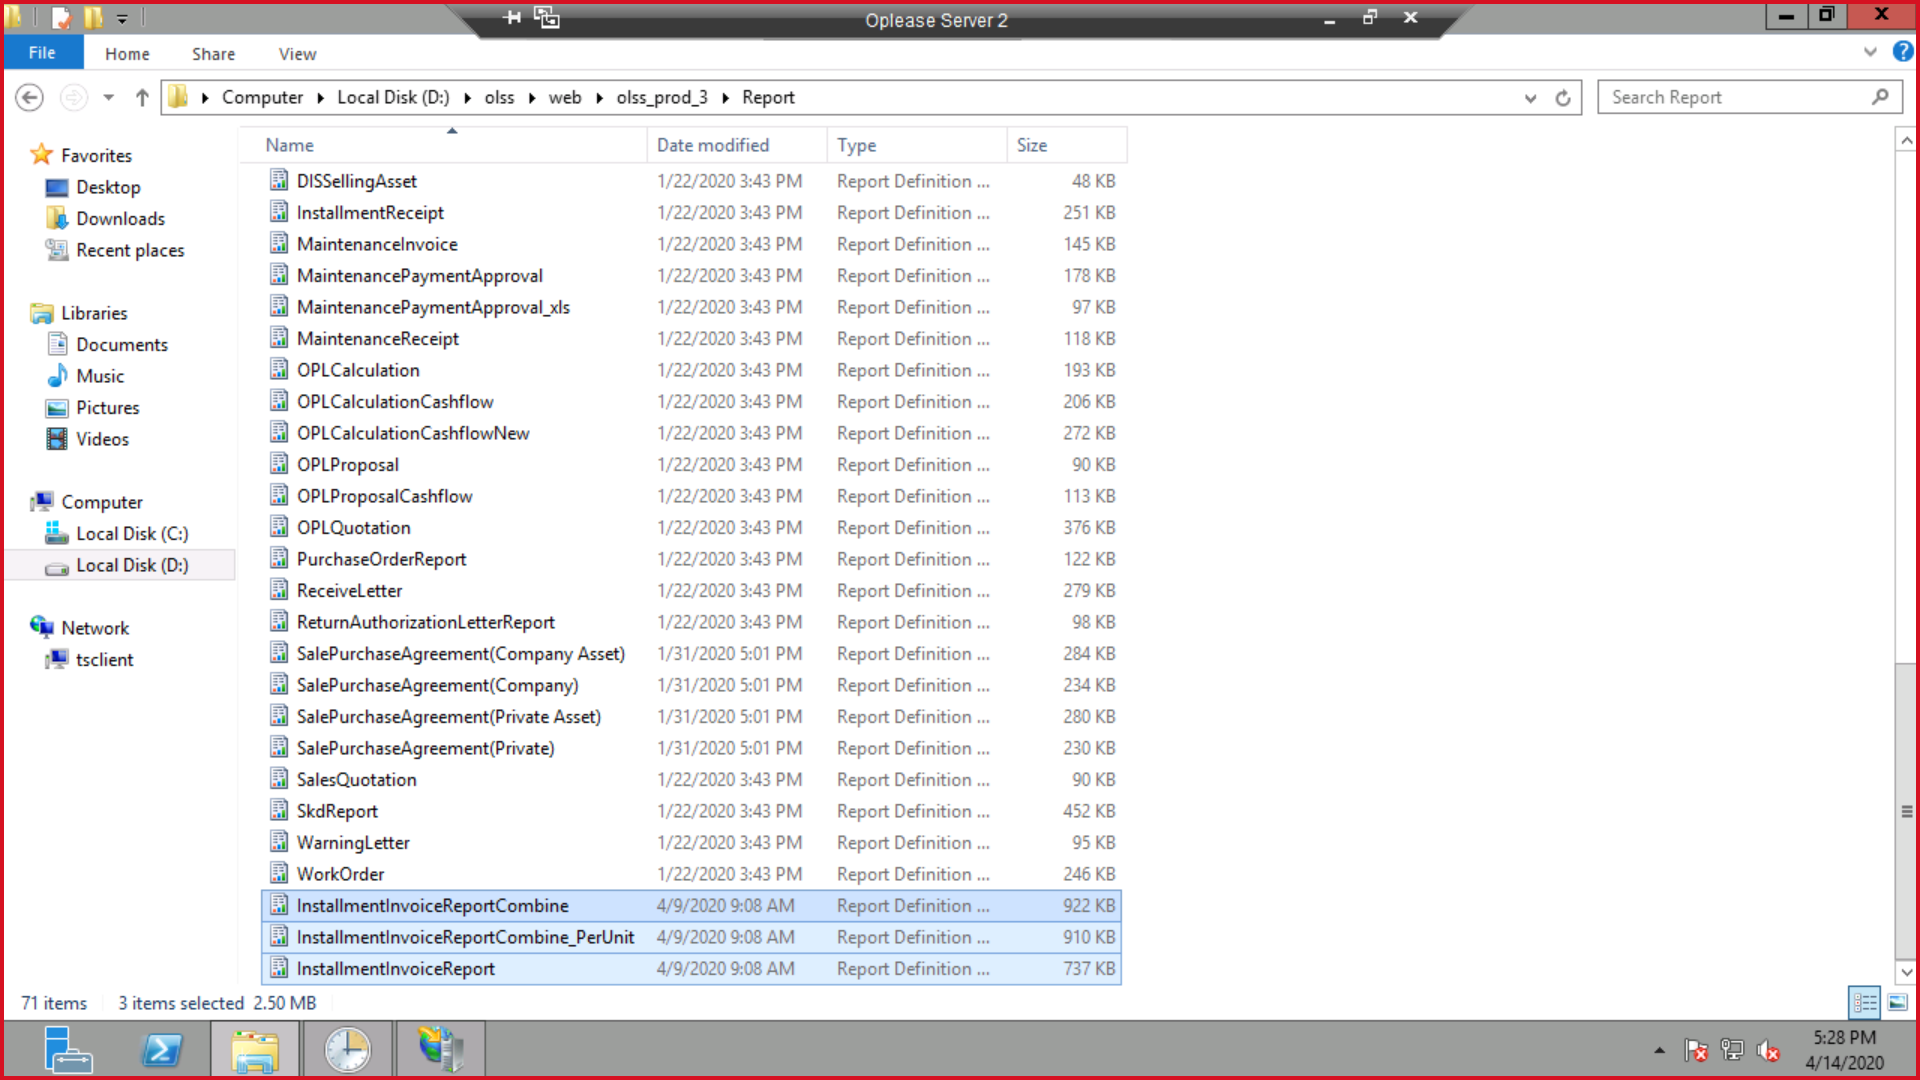 Oplease Server 2
File Home Share View
Computer Local Disk (D:) olss web olss_prod_3 Report
Search Report
Favorites
Desktop
Downloads
Recent places
Libraries
Documents
Music
Pictures
Videos
Computer
Local Disk (C:)
Local Disk (D:)
Network
tsclient
Name Date modified Type Size
DISSellingAsset 1/22/2020 3:43 PM Report Definition ... 48 KB
InstallmentReceipt 1/22/2020 3:43 PM Report Definition ... 251 KB
MaintenanceInvoice 1/22/2020 3:43 PM Report Definition ... 145 KB
MaintenancePaymentApproval 1/22/2020 3:43 PM Report Definition ... 178 KB
MaintenancePaymentApproval_xls 1/22/2020 3:43 PM Report Definition ... 97 KB
MaintenanceReceipt 1/22/2020 3:43 PM Report Definition ... 118 KB
OPLCalculation 1/22/2020 3:43 PM Report Definition ... 193 KB
OPLCalculationCashflow 1/22/2020 3:43 PM Report Definition ... 206 KB
OPLCalculationCashflowNew 1/22/2020 3:43 PM Report Definition ... 272 KB
OPLProposal 1/22/2020 3:43 PM Report Definition ... 90 KB
OPLProposalCashflow 1/22/2020 3:43 PM Report Definition ... 113 KB
OPLQuotation 1/22/2020 3:43 PM Report Definition ... 376 KB
PurchaseOrderReport 1/22/2020 3:43 PM Report Definition ... 122 KB
ReceiveLetter 1/22/2020 3:43 PM Report Definition ... 279 KB
ReturnAuthorizationLetterReport 1/22/2020 3:43 PM Report Definition ... 98 KB
SalePurchaseAgreement(Company Asset) 1/31/2020 5:01 PM Report Definition ... 284 KB
SalePurchaseAgreement(Company) 1/31/2020 5:01 PM Report Definition ... 234 KB
SalePurchaseAgreement(Private Asset) 1/31/2020 5:01 PM Report Definition ... 280 KB
SalePurchaseAgreement(Private) 1/31/2020 5:01 PM Report Definition ... 230 KB
SalesQuotation 1/22/2020 3:43 PM Report Definition ... 90 KB
SkdReport 1/22/2020 3:43 PM Report Definition ... 452 KB
WarningLetter 1/22/2020 3:43 PM Report Definition ... 95 KB
WorkOrder 1/22/2020 3:43 PM Report Definition ... 246 KB
InstallmentInvoiceReportCombine 4/9/2020 9:08 AM Report Definition ... 922 KB
InstallmentInvoiceReportCombine_PerUnit 4/9/2020 9:08 AM Report Definition ... 910 KB
InstallmentInvoiceReport 4/9/2020 9:08 AM Report Definition ... 737 KB
71 items 3 items selected 2.50 MB
5:28 PM
4/14/2020